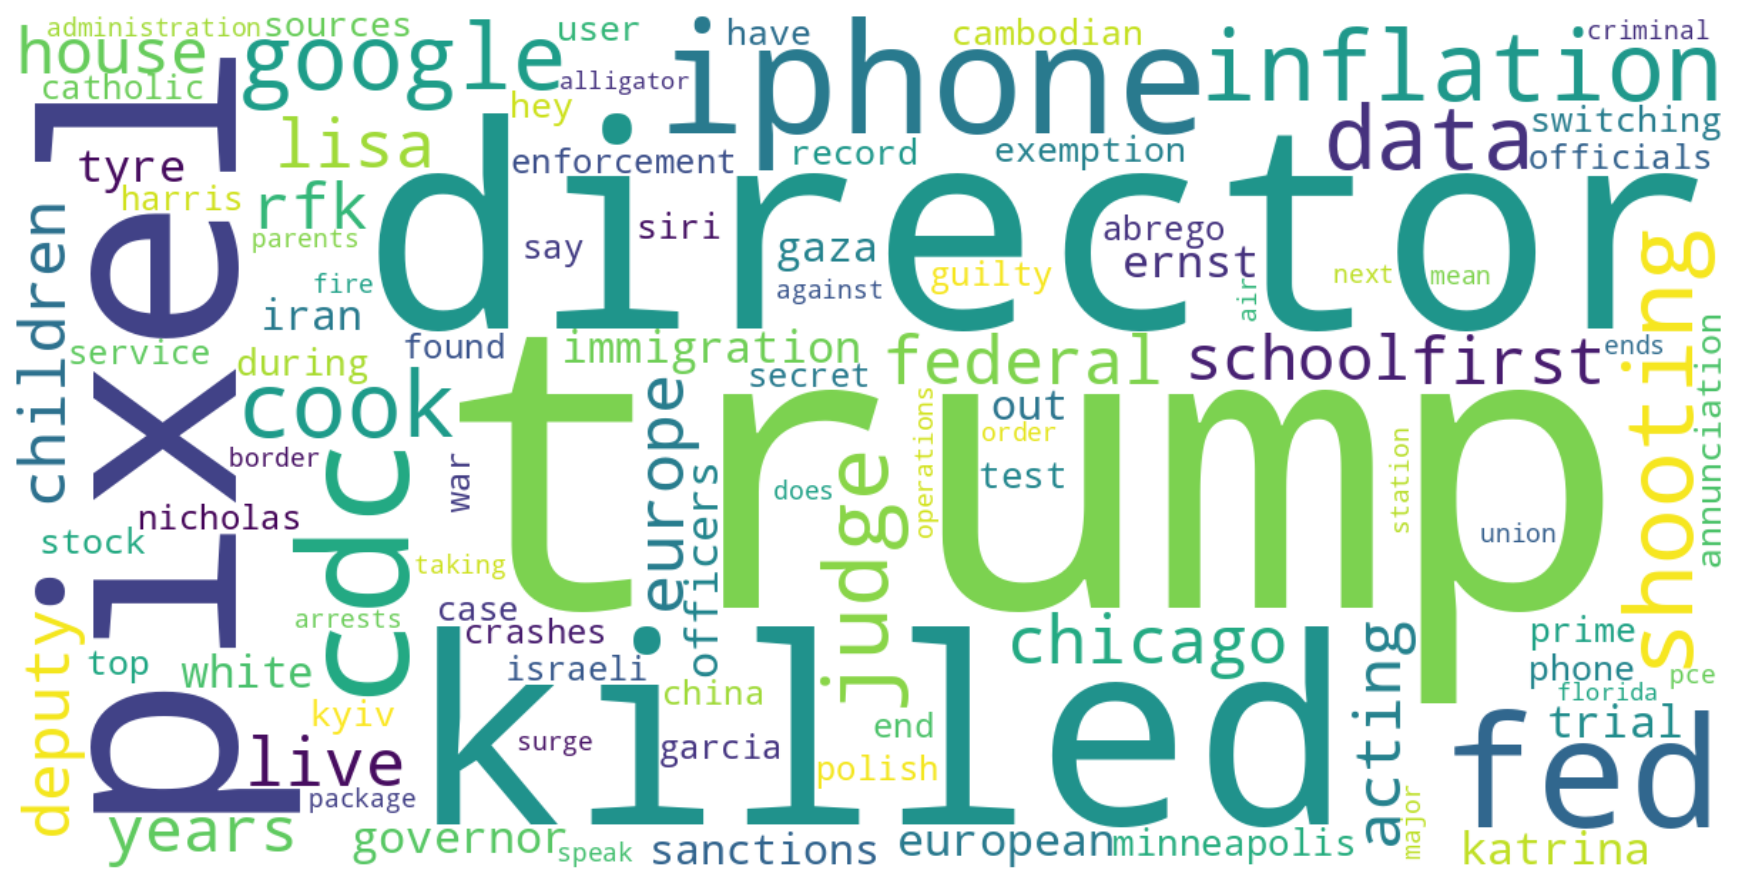 administration
sources
user
have
cambodian
criminal
house
google
iphone
inflation
catholic
alligator
hey
lisa
data
switching
tyre
enforcement
record
exemption
officials
pixel
director
harris
rfk
siri
abrego
parents
say
gaza
ernst
children
fire
against
guilty
air
next
mean
shooting
iran
service
during
found
immigration
secret
federal
school
first
ends
annunciation
cook
trump
europe
out
order
operations
border
war
test
does
judge
station
nicholas
cdc
officers
union
stock
taking
deputy
arrests
case
crashes
chicago
prime
top
white
israeli
killed
acting
phone
pce
china
florida
kyiv
end
trial
live
surge
garcia
polish
fed
package
major
years
governor
speak
sanctions
european
minneapolis
katrina